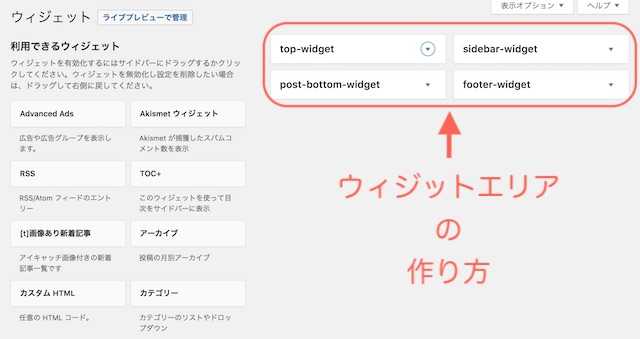 ウィジェット ライブプレビューで管理
表示オプション ▼ ヘルプ ▼
利用できるウィジェット
ウィジェットを有効化するにはサイドバーにドラッグするかクリ
ックしてください。ウィジェットを無効化し設定を削除したい場合
は、ドラッグして右側に戻してください。
Advanced Ads
広告や広告グループを表示し
ます。
Akismet ウィジェット
Akismet が捕獲したスパムコ
メント数を表示
RSS
RSS/Atom フィードのエント
リー
TOC+
このウィジェットを使って目
次をサイドバーに表示
[t]画像あり新着記事
アイキャッチ画像付きの新着
記事一覧です
アーカイブ
投稿の月別アーカイブ
カスタム HTML
任意の HTML コード。
カテゴリー
カテゴリーのリストやドロッ
プダウン
top-widget
sidebar-widget
post-bottom-widget
footer-widget
ウィジットエリア
の
作り方